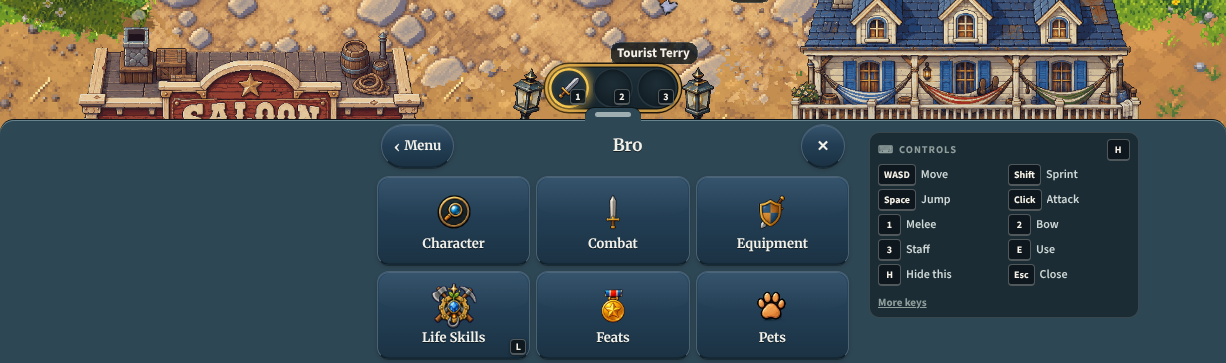 Tourist Terry
1 2 3
SALOON
‹ Menu
Bro
×
Character
Combat
Equipment
Life Skills
L
Feats
Pets
CONTROLS
H
WASD Move
Shift Sprint
Space Jump
Click Attack
1 Melee
2 Bow
3 Staff
E Use
H Hide this
Esc Close
More keys